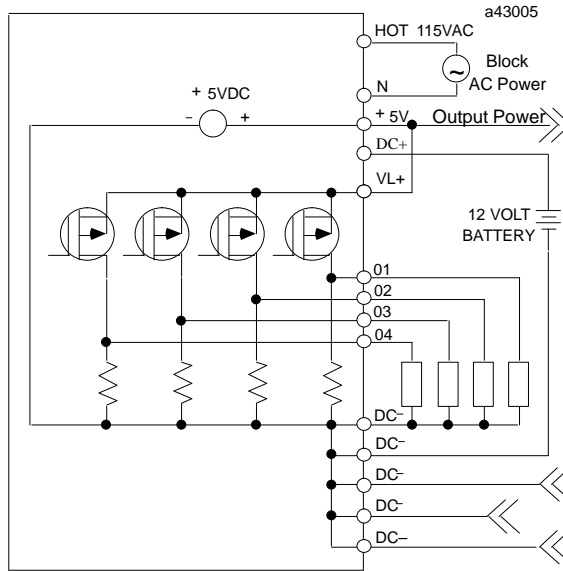 a43005
HOT 115VAC
Block
AC Power
N
+ 5VDC
− +
+ 5V Output Power
DC+
VL+
12 VOLT
BATTERY
01
02
03
04
DC−
DC−
DC−
DC−
DC−